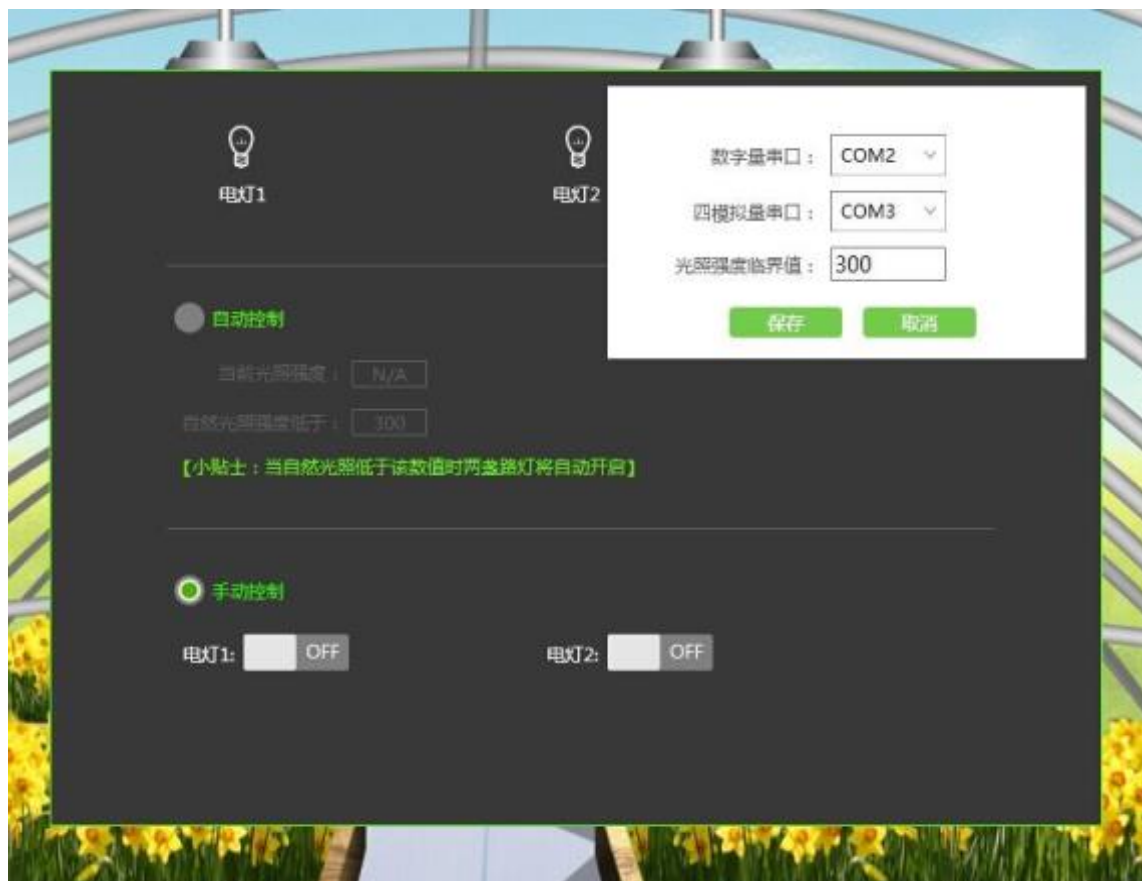 电灯1
电灯2
数字量串口：
COM2
四模拟量串口：
COM3
光照强度临界值：
300
保存
取消
自动控制
当前光照强度：
N/A
自然光照强度低于：
300
【小贴士：当自然光照低于该数值时两盏路灯将自动开启】
手动控制
电灯1:
OFF
电灯2:
OFF